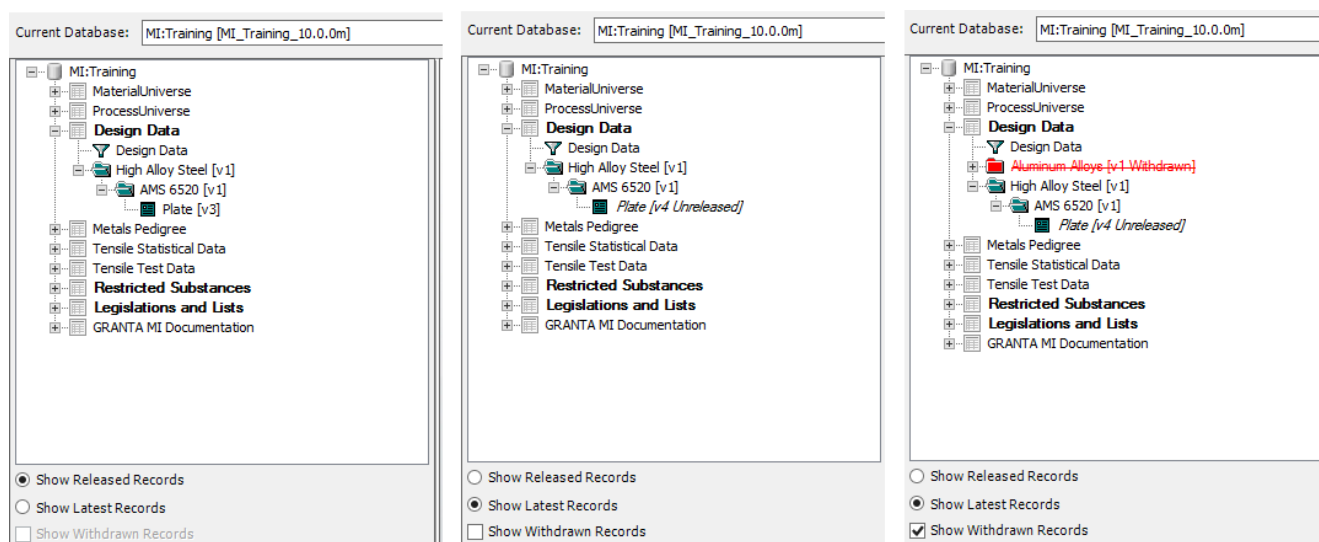 Current Database: MI:Training [MI_Training_10.0.0m]
MI:Training
MaterialUniverse
ProcessUniverse
Design Data
Design Data
High Alloy Steel [v1]
AMS 6520 [v1]
Plate [v3]
Metals Pedigree
Tensile Statistical Data
Tensile Test Data
Restricted Substances
Legislations and Lists
GRANTA MI Documentation
Show Released Records
Show Latest Records
Show Withdrawn Records
Current Database: MI:Training [MI_Training_10.0.0m]
MI:Training
MaterialUniverse
ProcessUniverse
Design Data
Design Data
High Alloy Steel [v1]
AMS 6520 [v1]
Plate [v4 Unreleased]
Metals Pedigree
Tensile Statistical Data
Tensile Test Data
Restricted Substances
Legislations and Lists
GRANTA MI Documentation
Show Released Records
Show Latest Records
Show Withdrawn Records
Current Database: MI:Training [MI_Training_10.0.0m]
MI:Training
MaterialUniverse
ProcessUniverse
Design Data
Design Data
Aluminum Alloys [v1 Withdrawn]
High Alloy Steel [v1]
AMS 6520 [v1]
Plate [v4 Unreleased]
Metals Pedigree
Tensile Statistical Data
Tensile Test Data
Restricted Substances
Legislations and Lists
GRANTA MI Documentation
Show Released Records
Show Latest Records
Show Withdrawn Records